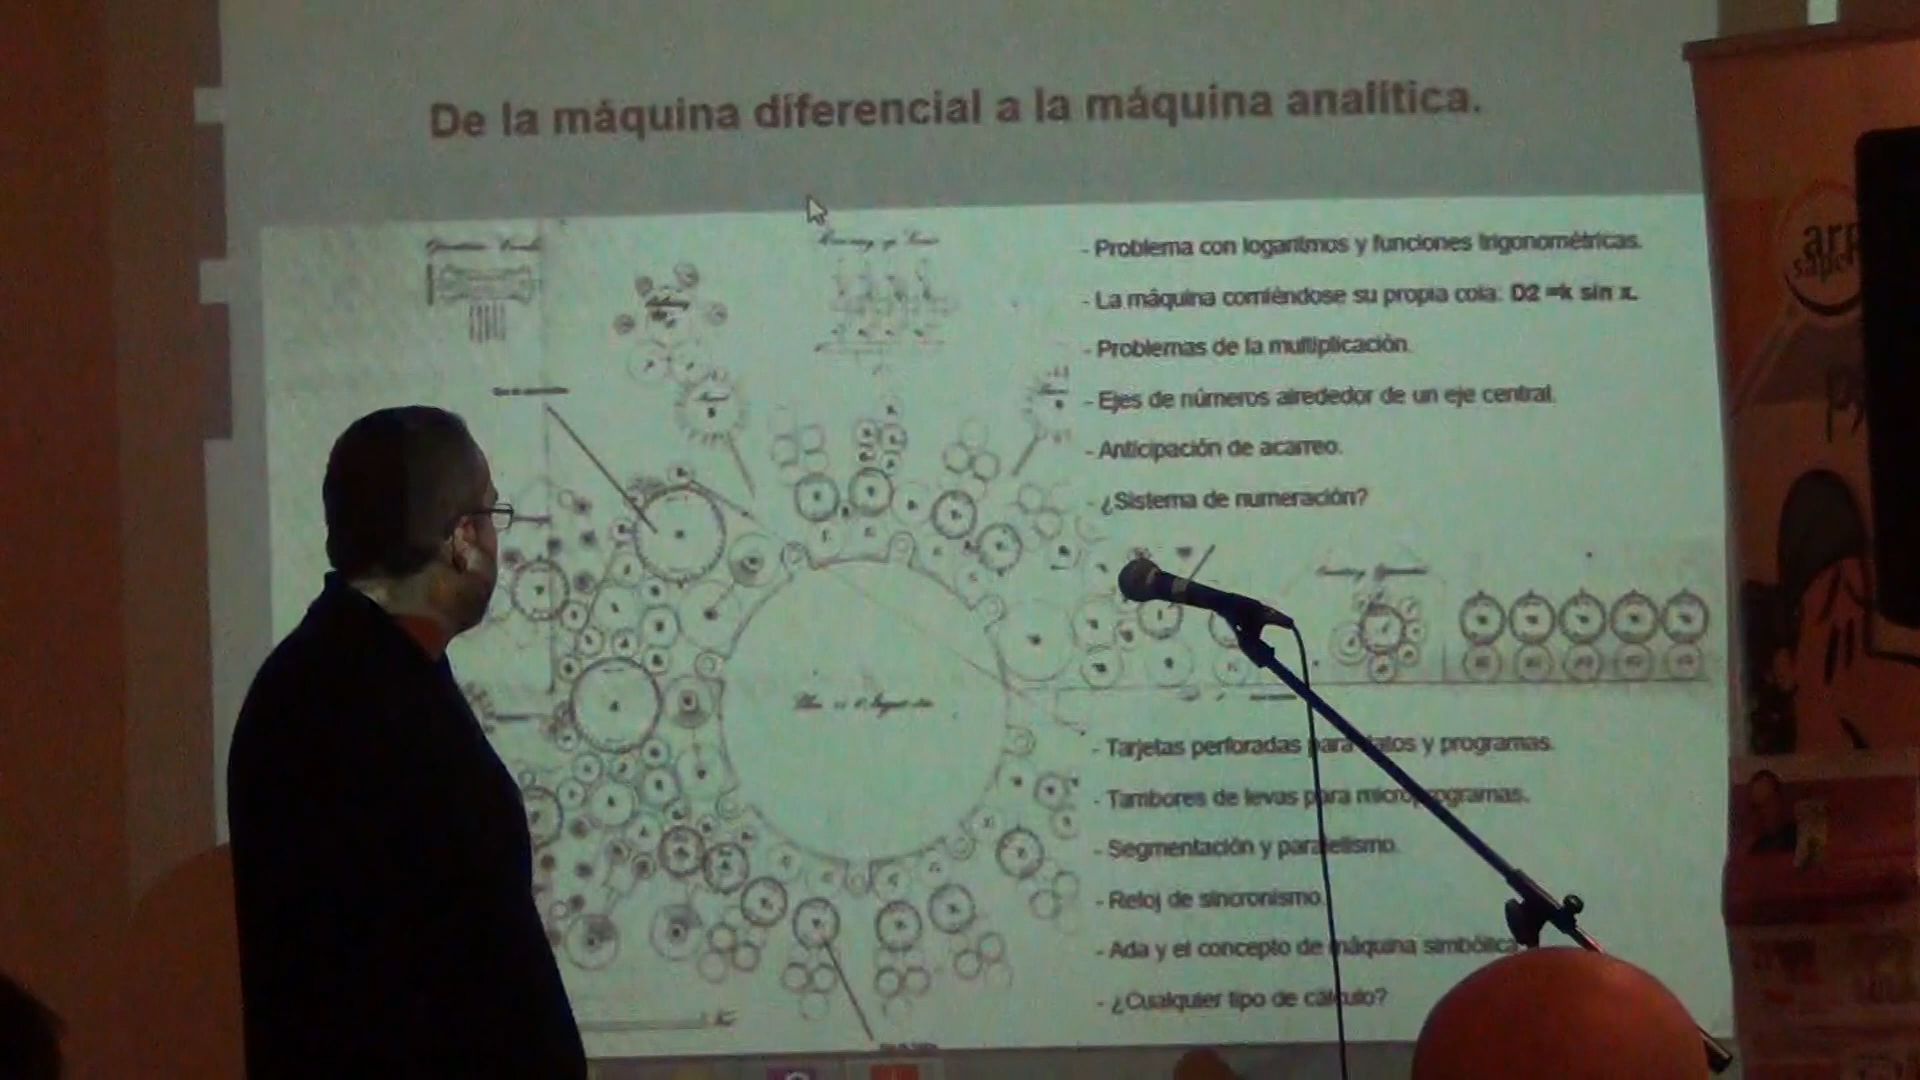 De la máquina diferencial a la máquina analítica.
- Problema con logaritmos y funciones trigonométricas.
- La máquina comiéndose su propia cola: D2 =k sin x.
- Problemas de la multiplicación.
- Ejes de números alrededor de un eje central.
- Anticipación de acarreo.
- ¿Sistema de numeración?
- Tarjetas perforadas para datos y programas.
- Tambores de levas para microprogramas.
- Segmentación y paralelismo.
- Reloj de sincronismo.
- Ada y el concepto de máquina simbólica
- ¿Cualquier tipo de cálculo?